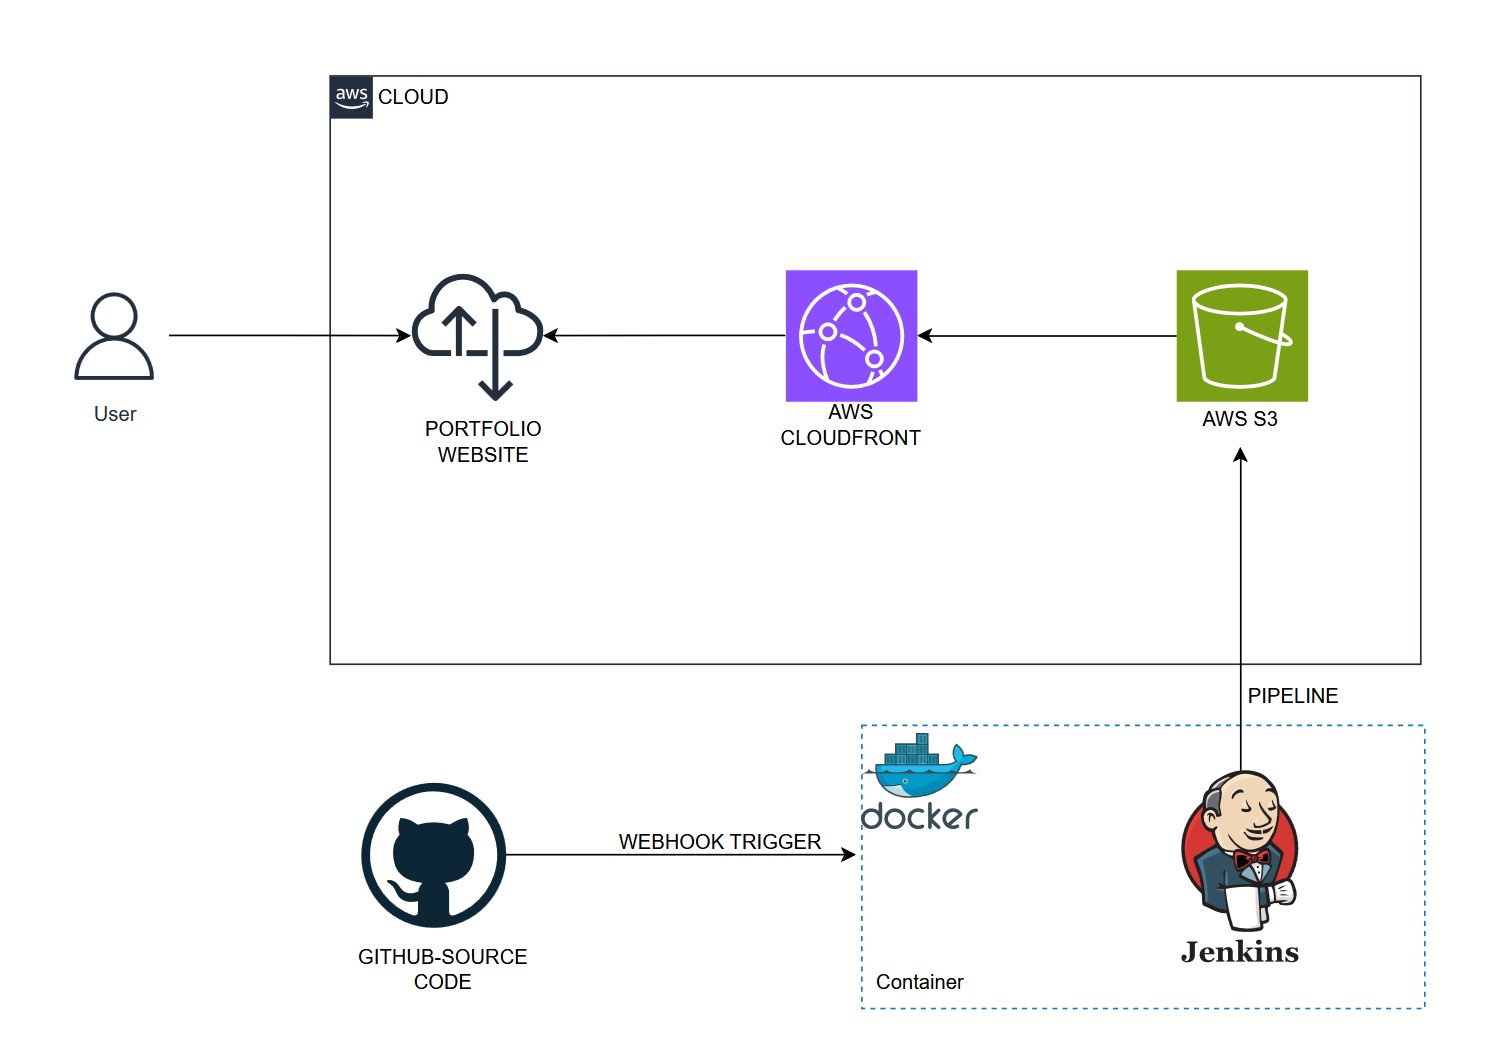 aws
CLOUD
User
PORTFOLIO
WEBSITE
AWS
CLOUDFRONT
AWS S3
PIPELINE
docker
WEBHOOK TRIGGER
GITHUB-SOURCE
CODE
Container
Jenkins